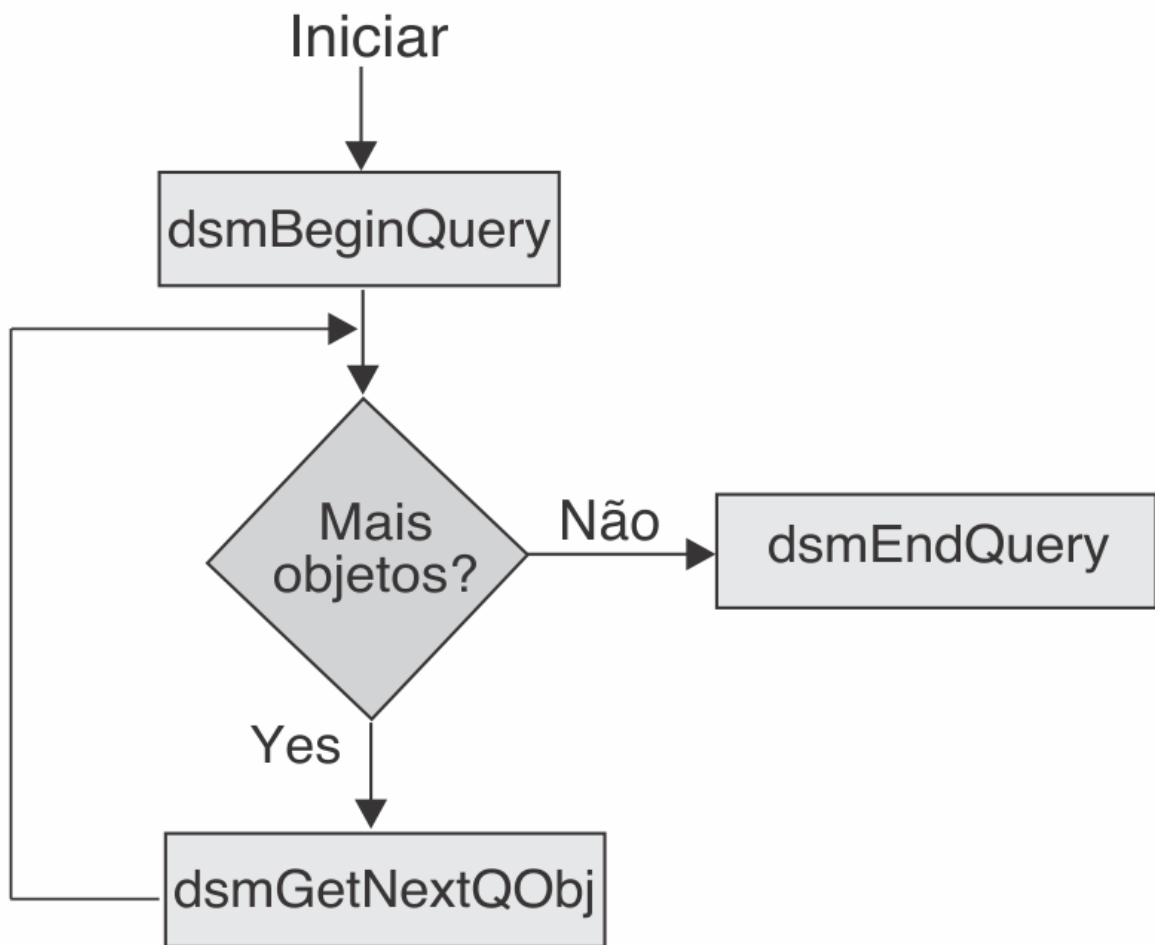 Iniciar
dsmBeginQuery
Mais
objetos?
Não
dsmEndQuery
Yes
dsmGetNextQObj